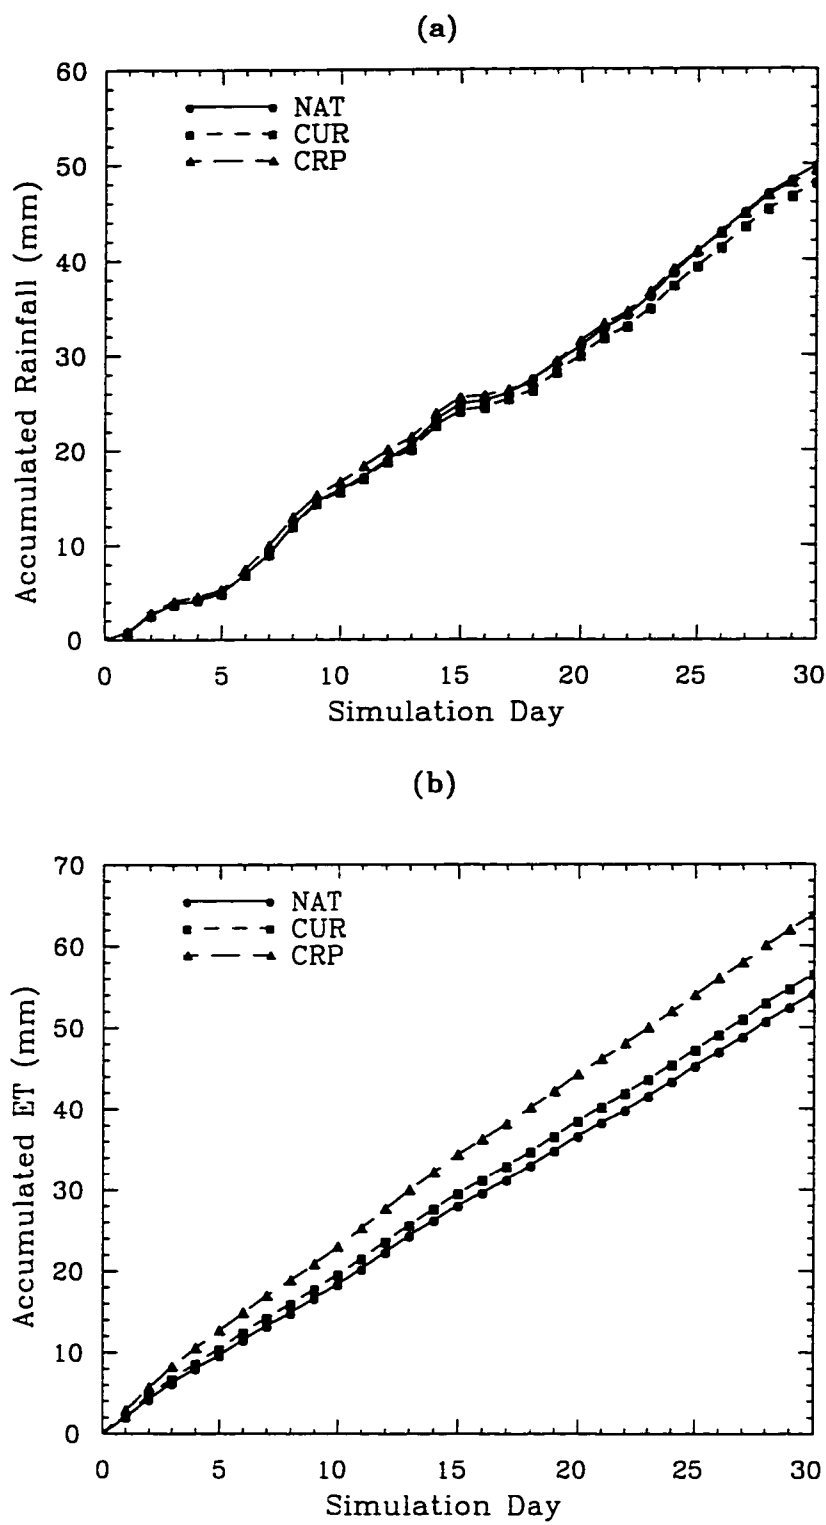 (a)
60
50
40
30
20
10
0
Accumulated Rainfall (mm)
NAT
CUR
CRP
0 5 10 15 20 25 30
Simulation Day
(b)
70
60
50
40
30
20
10
0
Accumulated ET (mm)
NAT
CUR
CRP
0 5 10 15 20 25 30
Simulation Day